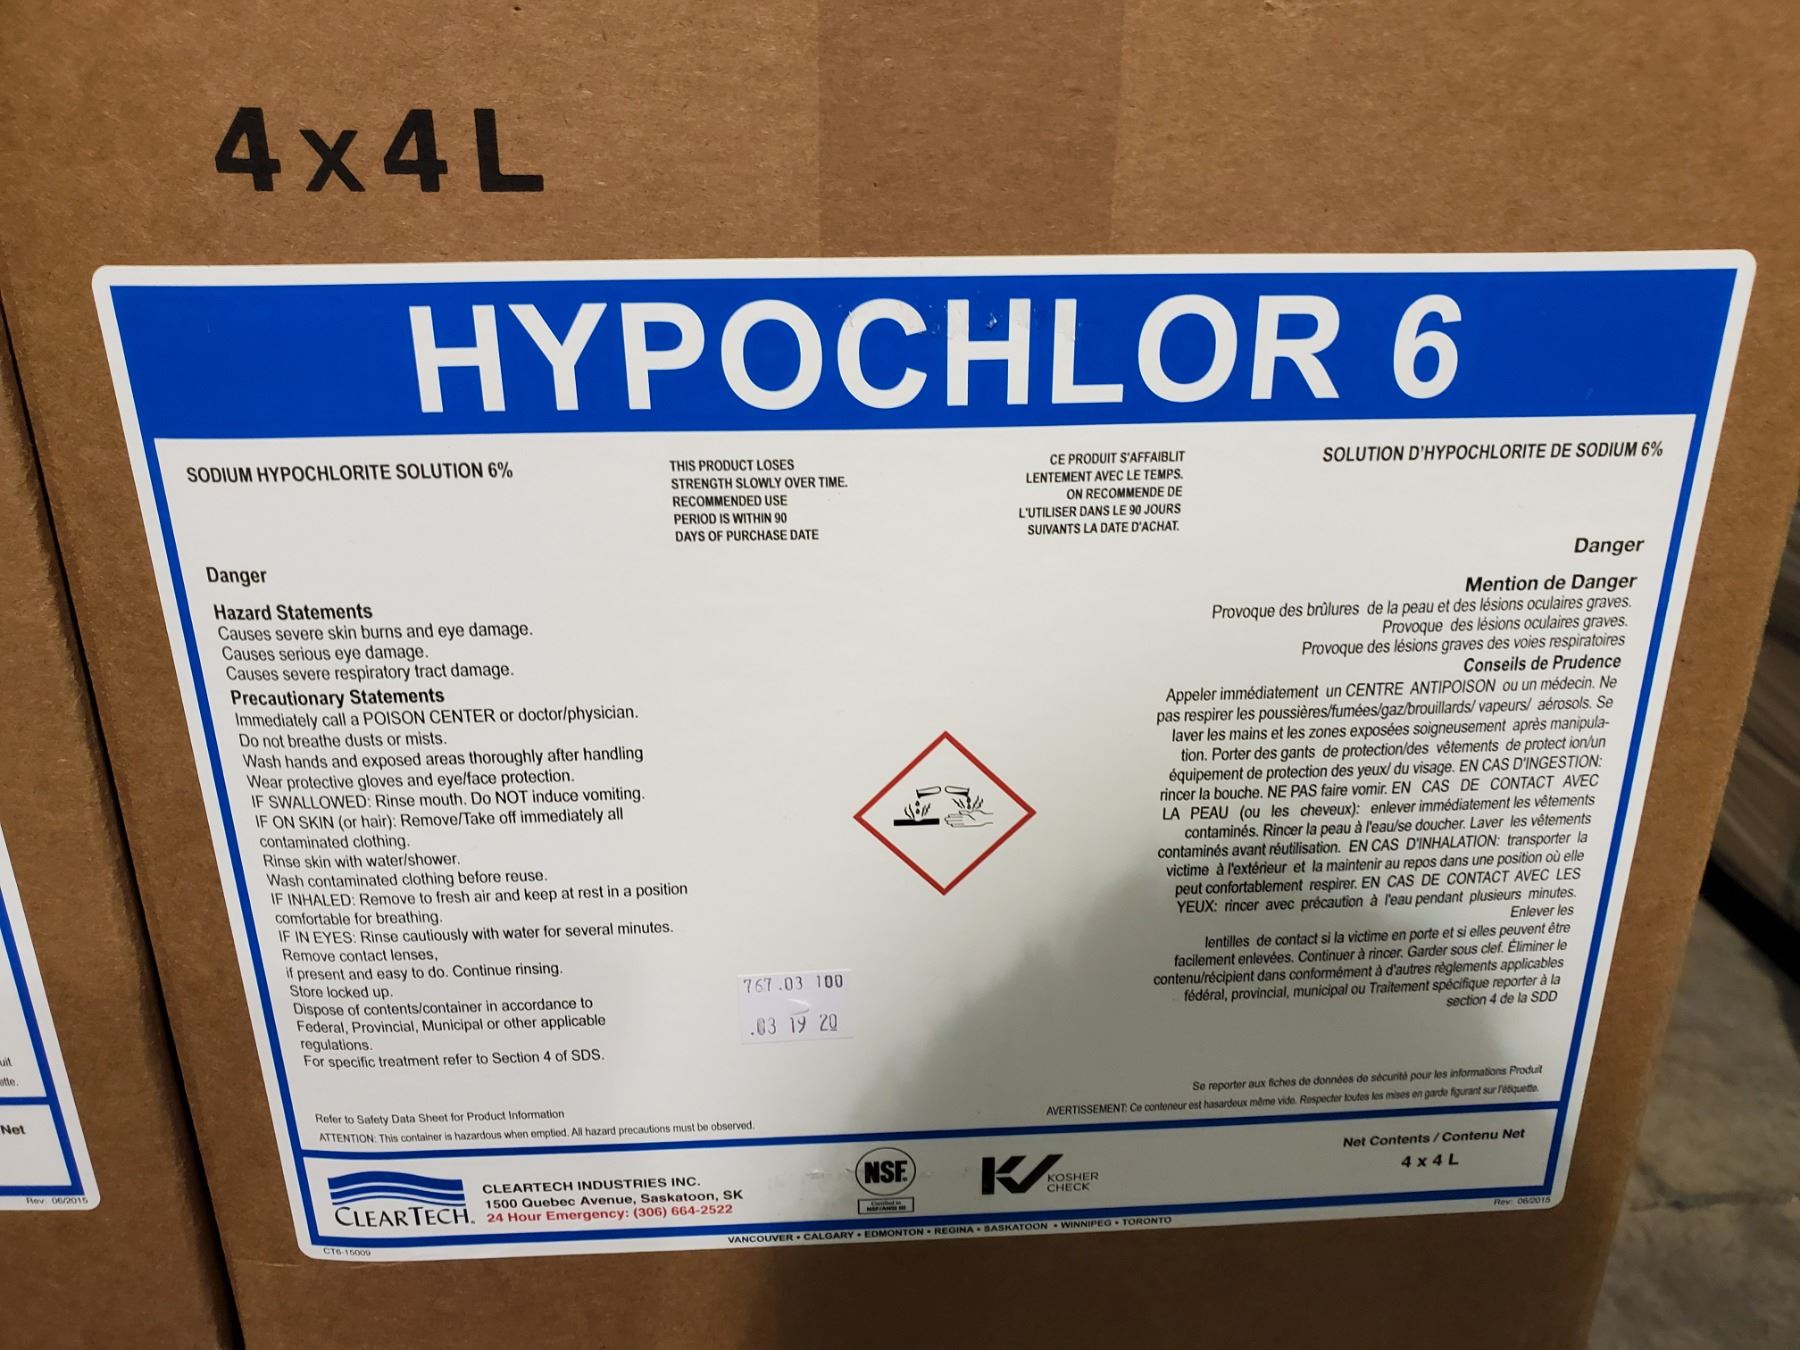 4x4L
HYPOCHLOR 6
SODIUM HYPOCHLORITE SOLUTION 6%
THIS PRODUCT LOSES
STRENGTH SLOWLY OVER TIME.
RECOMMENDED USE
PERIOD IS WITHIN 90
DAYS OF PURCHASE DATE
CE PRODUIT S'AFFAIBLIT
LENTEMENT AVEC LE TEMPS.
ON RECOMMENDE DE
L'UTILISER DANS LE 90 JOURS
SUIVANTS LA DATE D'ACHAT.
SOLUTION D'HYPOCHLORITE DE SODIUM 6%
Danger
Hazard Statements
Causes severe skin burns and eye damage.
Causes serious eye damage.
Causes severe respiratory tract damage.
Precautionary Statements
Immediately call a POISON CENTER or doctor/physician.
Do not breathe dusts or mists.
Wash hands and exposed areas thoroughly after handling
Wear protective gloves and eye/face protection.
IF SWALLOWED: Rinse mouth. Do NOT induce vomiting.
IF ON SKIN (or hair): Remove/Take off immediately all
contaminated clothing.
Rinse skin with water/shower.
Wash contaminated clothing before reuse.
IF INHALED: Remove to fresh air and keep at rest in a position
comfortable for breathing.
IF IN EYES: Rinse cautiously with water for several minutes.
Remove contact lenses,
if present and easy to do. Continue rinsing.
Store locked up.
Dispose of contents/container in accordance to
Federal, Provincial, Municipal or other applicable
regulations.
For specific treatment refer to Section 4 of SDS.
Refer to Safety Data Sheet for Product Information
ATTENTION: This container is hazardous when emptied. All hazard precautions must be observed.
767.03 100
.03 19 20
Danger
Mention de Danger
Provoque des brûlures de la peau et des lésions oculaires graves.
Provoque des lésions oculaires graves.
Provoque des lésions graves des voies respiratoires
Conseils de Prudence
Appeler immédiatement un CENTRE ANTIPOISON ou un médecin. Ne
pas respirer les poussières/fumées/gaz/brouillards/ vapeurs/ aérosols. Se
laver les mains et les zones exposées soigneusement après manipula-
tion. Porter des gants de protection/des vêtements de protect ion/un
équipement de protection des yeux/ du visage. EN CAS D'INGESTION:
rincer la bouche. NE PAS faire vomir. EN CAS DE CONTACT AVEC
LA PEAU (ou les cheveux): enlever immédiatement les vêtements
contaminés. Rincer la peau à l'eau/se doucher. Laver les vêtements
contaminés avant réutilisation. EN CAS D'INHALATION: transporter la
victime à l'extérieur et la maintenir au repos dans une position où elle
peut confortablement respirer. EN CAS DE CONTACT AVEC LES
YEUX: rincer avec précaution à l'eau pendant plusieurs minutes.
Enlever les
lentilles de contact si la victime en porte et si elles peuvent être
facilement enlevées. Continuer à rincer. Garder sous clef. Éliminer le
contenu/récipient dans conformément à d'autres règlements applicables
fédéral, provincial, municipal ou Traitement spécifique reporter à la
section 4 de la SDD
Se reporter aux fiches de données de sécurité pour les informations Produit
AVERTISSEMENT: Ce conteneur est hasardeux même vide. Respecter toutes les mises en garde figurant sur l'étiquette.
CLEARTECH.
CLEARTECH INDUSTRIES INC.
1500 Quebec Avenue, Saskatoon, SK
24 Hour Emergency: (306) 664-2522
NSF.
Certified to
NSF/ANSI 60
KOSHER
CHECK
Net Contents / Contenu Net
4 x 4 L
Rev: 06/2015
VANCOUVER • CALGARY • EDMONTON • REGINA • SASKATOON • WINNIPEG • TORONTO
CT6-15009
uit
Net
Rev: 06/2015